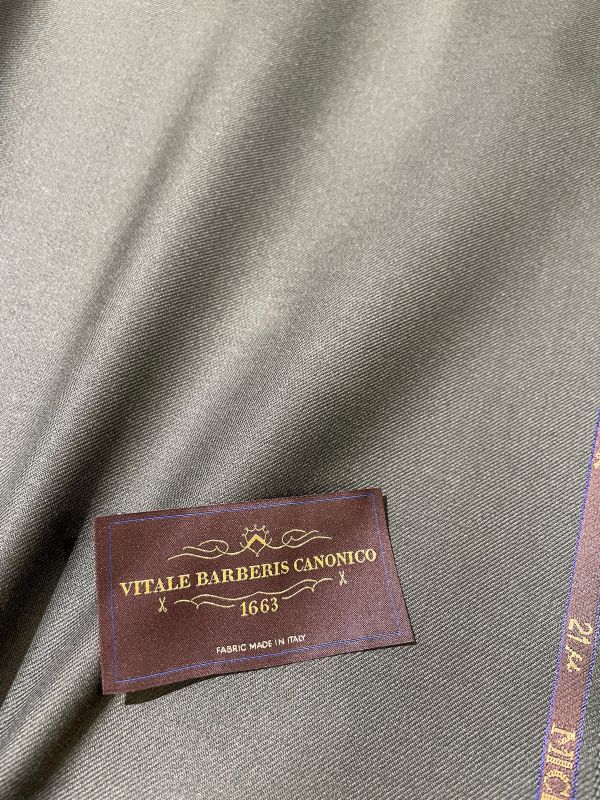 VITALE BARBERIS CANONICO
1663
FABRIC MADE IN ITALY
21µ